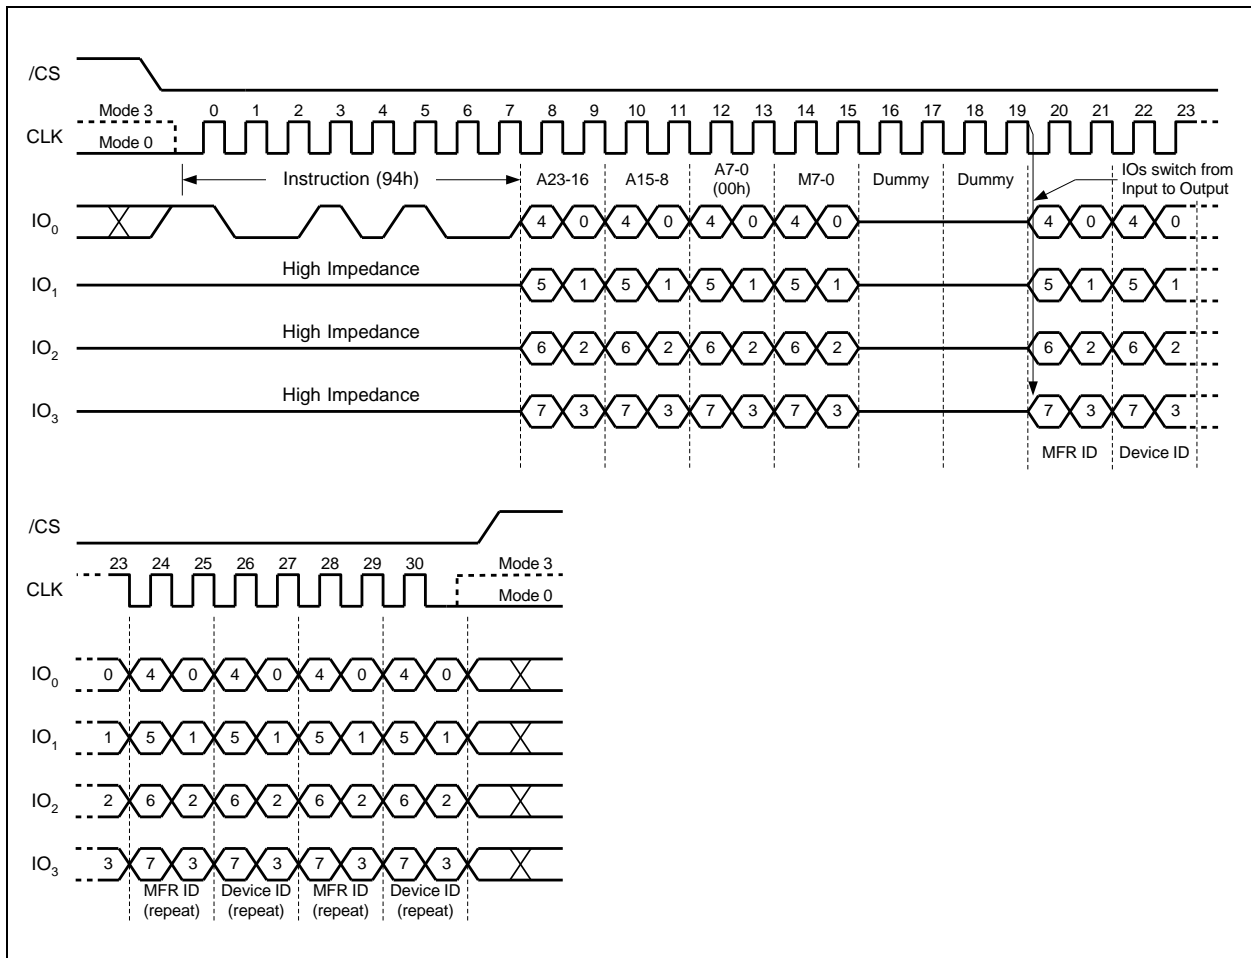 /CS
Mode 3 0 1 2 3 4 5 6 7 8 9 10 11 12 13 14 15 16 17 18 19 20 21 22 23
CLK Mode 0
Instruction (94h) A23-16 A15-8 A7-0 (00h) M7-0 Dummy Dummy IOs switch from Input to Output
IO0 4 0 4 0 4 0 4 0 4 0 4 0
High Impedance
IO1 5 1 5 1 5 1 5 1 5 1 5 1
High Impedance
IO2 6 2 6 2 6 2 6 2 6 2 6 2
High Impedance
IO3 7 3 7 3 7 3 7 3 7 3 7 3
MFR ID Device ID
/CS
23 24 25 26 27 28 29 30 Mode 3
CLK Mode 0
IO0 0 4 0 4 0 4 0 4 0
IO1 1 5 1 5 1 5 1 5 1
IO2 2 6 2 6 2 6 2 6 2
IO3 3 7 3 7 3 7 3 7 3
MFR ID Device ID MFR ID Device ID
(repeat) (repeat) (repeat) (repeat)